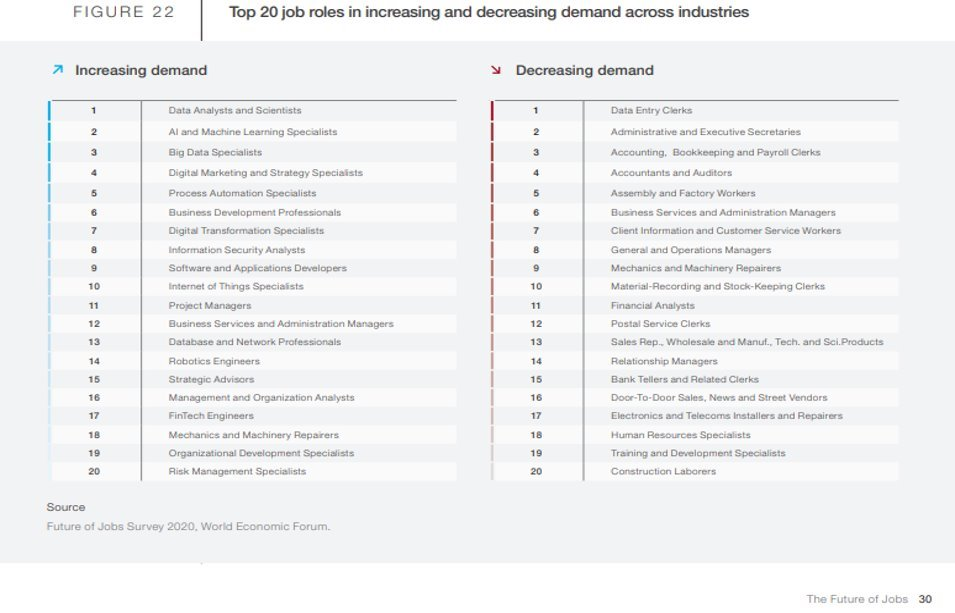 FIGURE 22
Top 20 job roles in increasing and decreasing demand across industries
Increasing demand
1 Data Analysts and Scientists
2 AI and Machine Learning Specialists
3 Big Data Specialists
4 Digital Marketing and Strategy Specialists
5 Process Automation Specialists
6 Business Development Professionals
7 Digital Transformation Specialists
8 Information Security Analysts
9 Software and Applications Developers
10 Internet of Things Specialists
11 Project Managers
12 Business Services and Administration Managers
13 Database and Network Professionals
14 Robotics Engineers
15 Strategic Advisors
16 Management and Organization Analysts
17 FinTech Engineers
18 Mechanics and Machinery Repairers
19 Organizational Development Specialists
20 Risk Management Specialists
Decreasing demand
1 Data Entry Clerks
2 Administrative and Executive Secretaries
3 Accounting, Bookkeeping and Payroll Clerks
4 Accountants and Auditors
5 Assembly and Factory Workers
6 Business Services and Administration Managers
7 Client Information and Customer Service Workers
8 General and Operations Managers
9 Mechanics and Machinery Repairers
10 Material-Recording and Stock-Keeping Clerks
11 Financial Analysts
12 Postal Service Clerks
13 Sales Rep., Wholesale and Manuf., Tech. and Sci.Products
14 Relationship Managers
15 Bank Tellers and Related Clerks
16 Door-To-Door Sales, News and Street Vendors
17 Electronics and Telecoms Installers and Repairers
18 Human Resources Specialists
19 Training and Development Specialists
20 Construction Laborers
Source
Future of Jobs Survey 2020, World Economic Forum.
The Future of Jobs 30